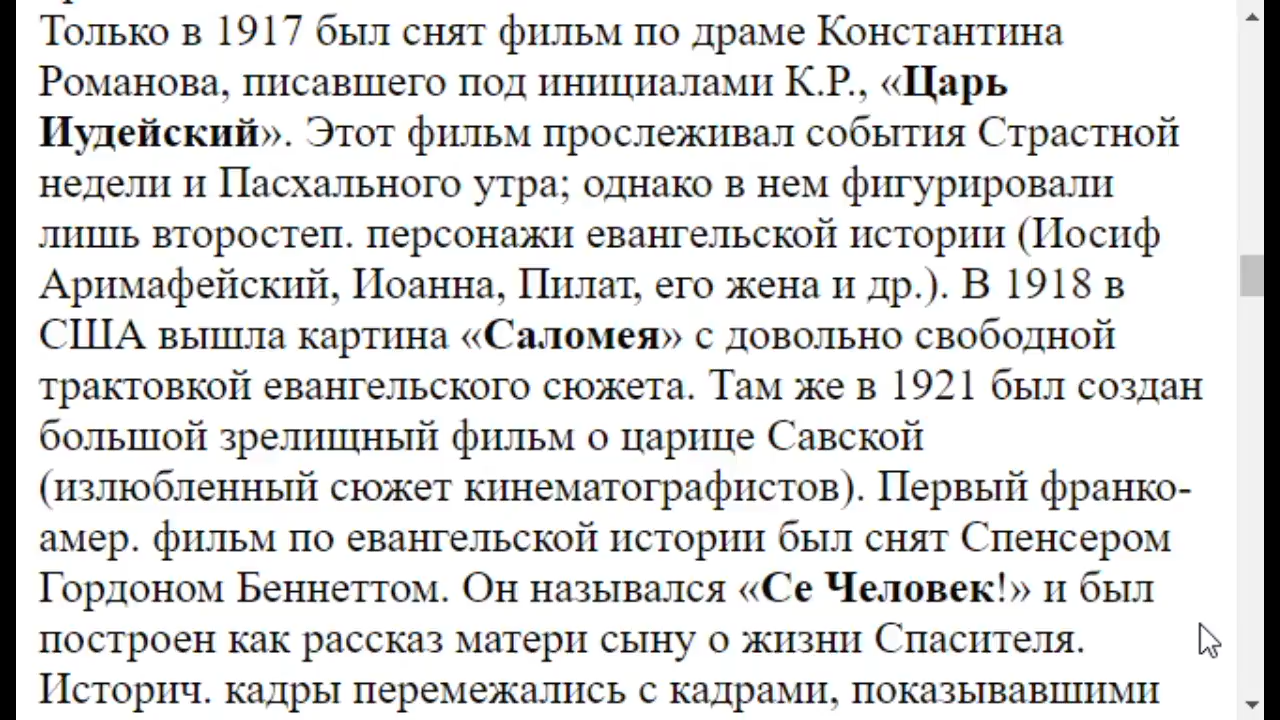 Только в 1917 был снят фильм по драме Константина
Романова, писавшего под инициалами К.Р., «Царь
Иудейский». Этот фильм прослеживал события Страстной
недели и Пасхального утра; однако в нем фигурировали
лишь второстеп. персонажи евангельской истории (Иосиф
Аримафейский, Иоанна, Пилат, его жена и др.). В 1918 в
США вышла картина «Саломея» с довольно свободной
трактовкой евангельского сюжета. Там же в 1921 был создан
большой зрелищный фильм о царице Савской
(излюбленный сюжет кинематографистов). Первый франко-
амер. фильм по евангельской истории был снят Спенсером
Гордоном Беннеттом. Он назывался «Се Человек!» и был
построен как рассказ матери сыну о жизни Спасителя.
Историч. кадры перемежались с кадрами, показывавшими